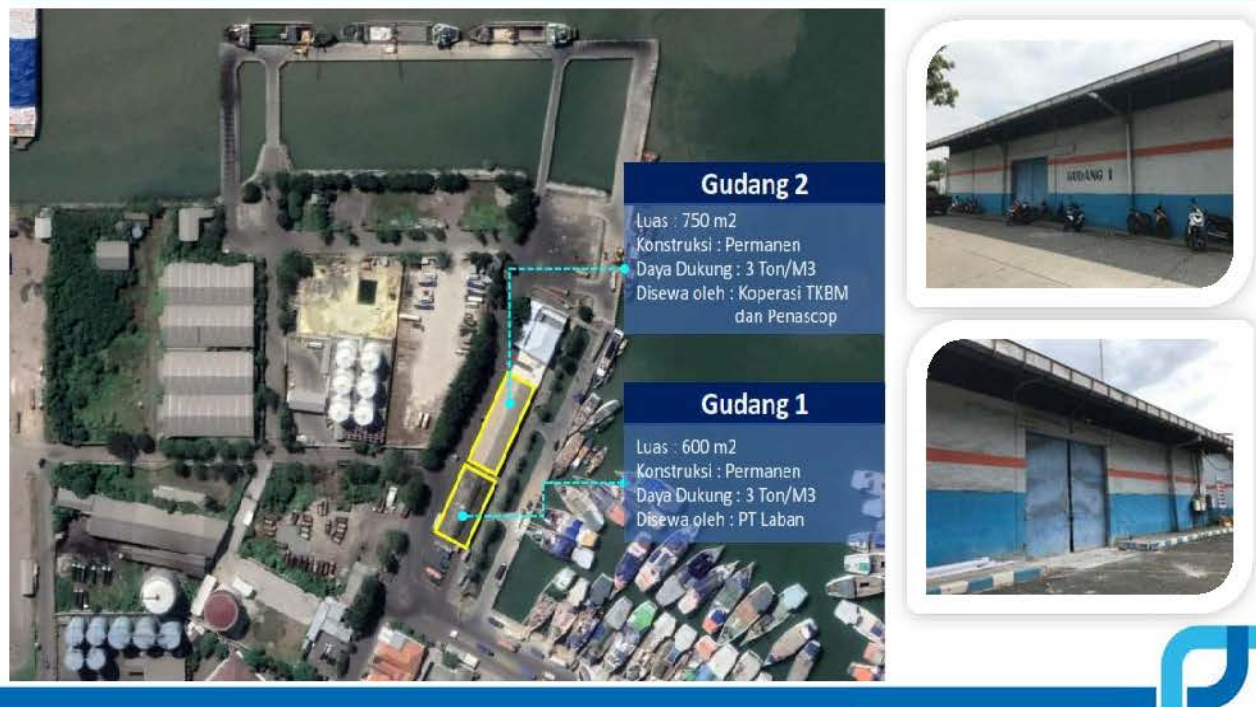 Gudang 2
Luas : 750 m2
Konstruksi : Permanen
Daya Dukung : 3 Ton/M3
Disewa oleh : Koperasi TKBM
dan Penascop
Gudang 1
Luas : 600 m2
Konstruksi : Permanen
Daya Dukung : 3 Ton/M3
Disewa oleh : PT Laban
GUDANG 1